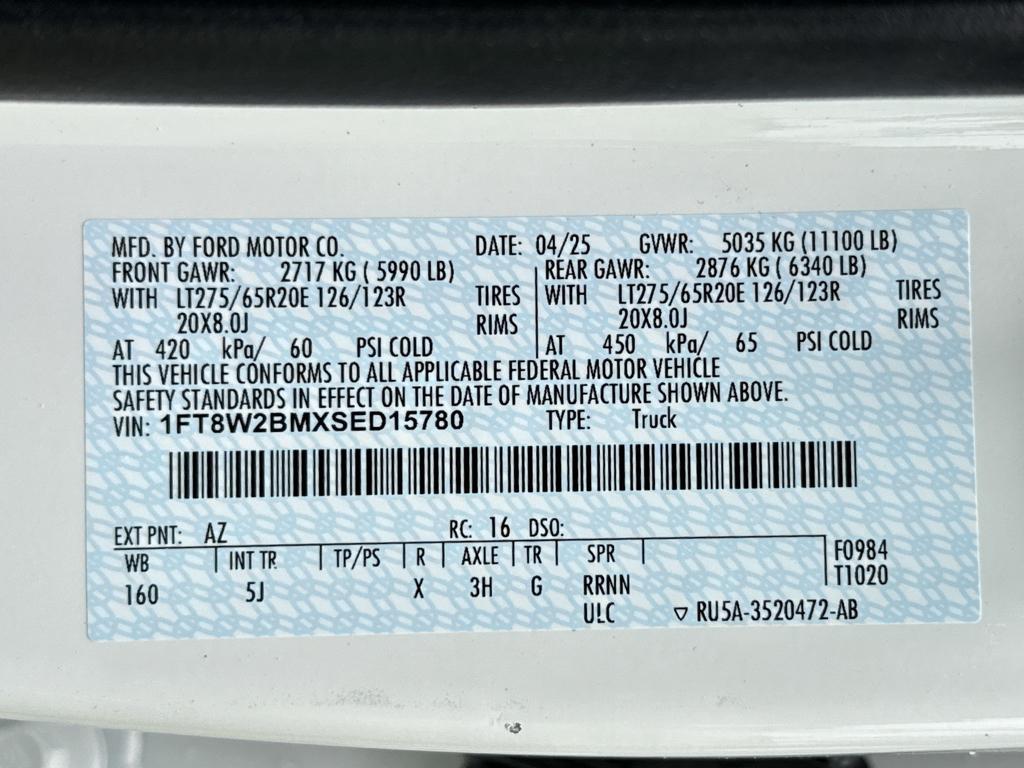 MFD. BY FORD MOTOR CO. DATE: 04/25 GVWR: 5035 KG (11100 LB)
FRONT GAWR: 2717 KG ( 5990 LB) REAR GAWR: 2876 KG ( 6340 LB)
WITH LT275/65R20E 126/123R TIRES WITH LT275/65R20E 126/123R TIRES
20X8.0J RIMS 20X8.0J RIMS
AT 420 kPa/ 60 PSI COLD AT 450 kPa/ 65 PSI COLD
THIS VEHICLE CONFORMS TO ALL APPLICABLE FEDERAL MOTOR VEHICLE
SAFETY STANDARDS IN EFFECT ON THE DATE OF MANUFACTURE SHOWN ABOVE.
VIN: 1FT8W2BMXSED15780 TYPE: Truck
EXT PNT: AZ RC: 16 DSO:
WB INT TR TP/PS R AXLE TR SPR F0984
160 5J X 3H G RRNN T1020
ULC ▽ RU5A-3520472-AB